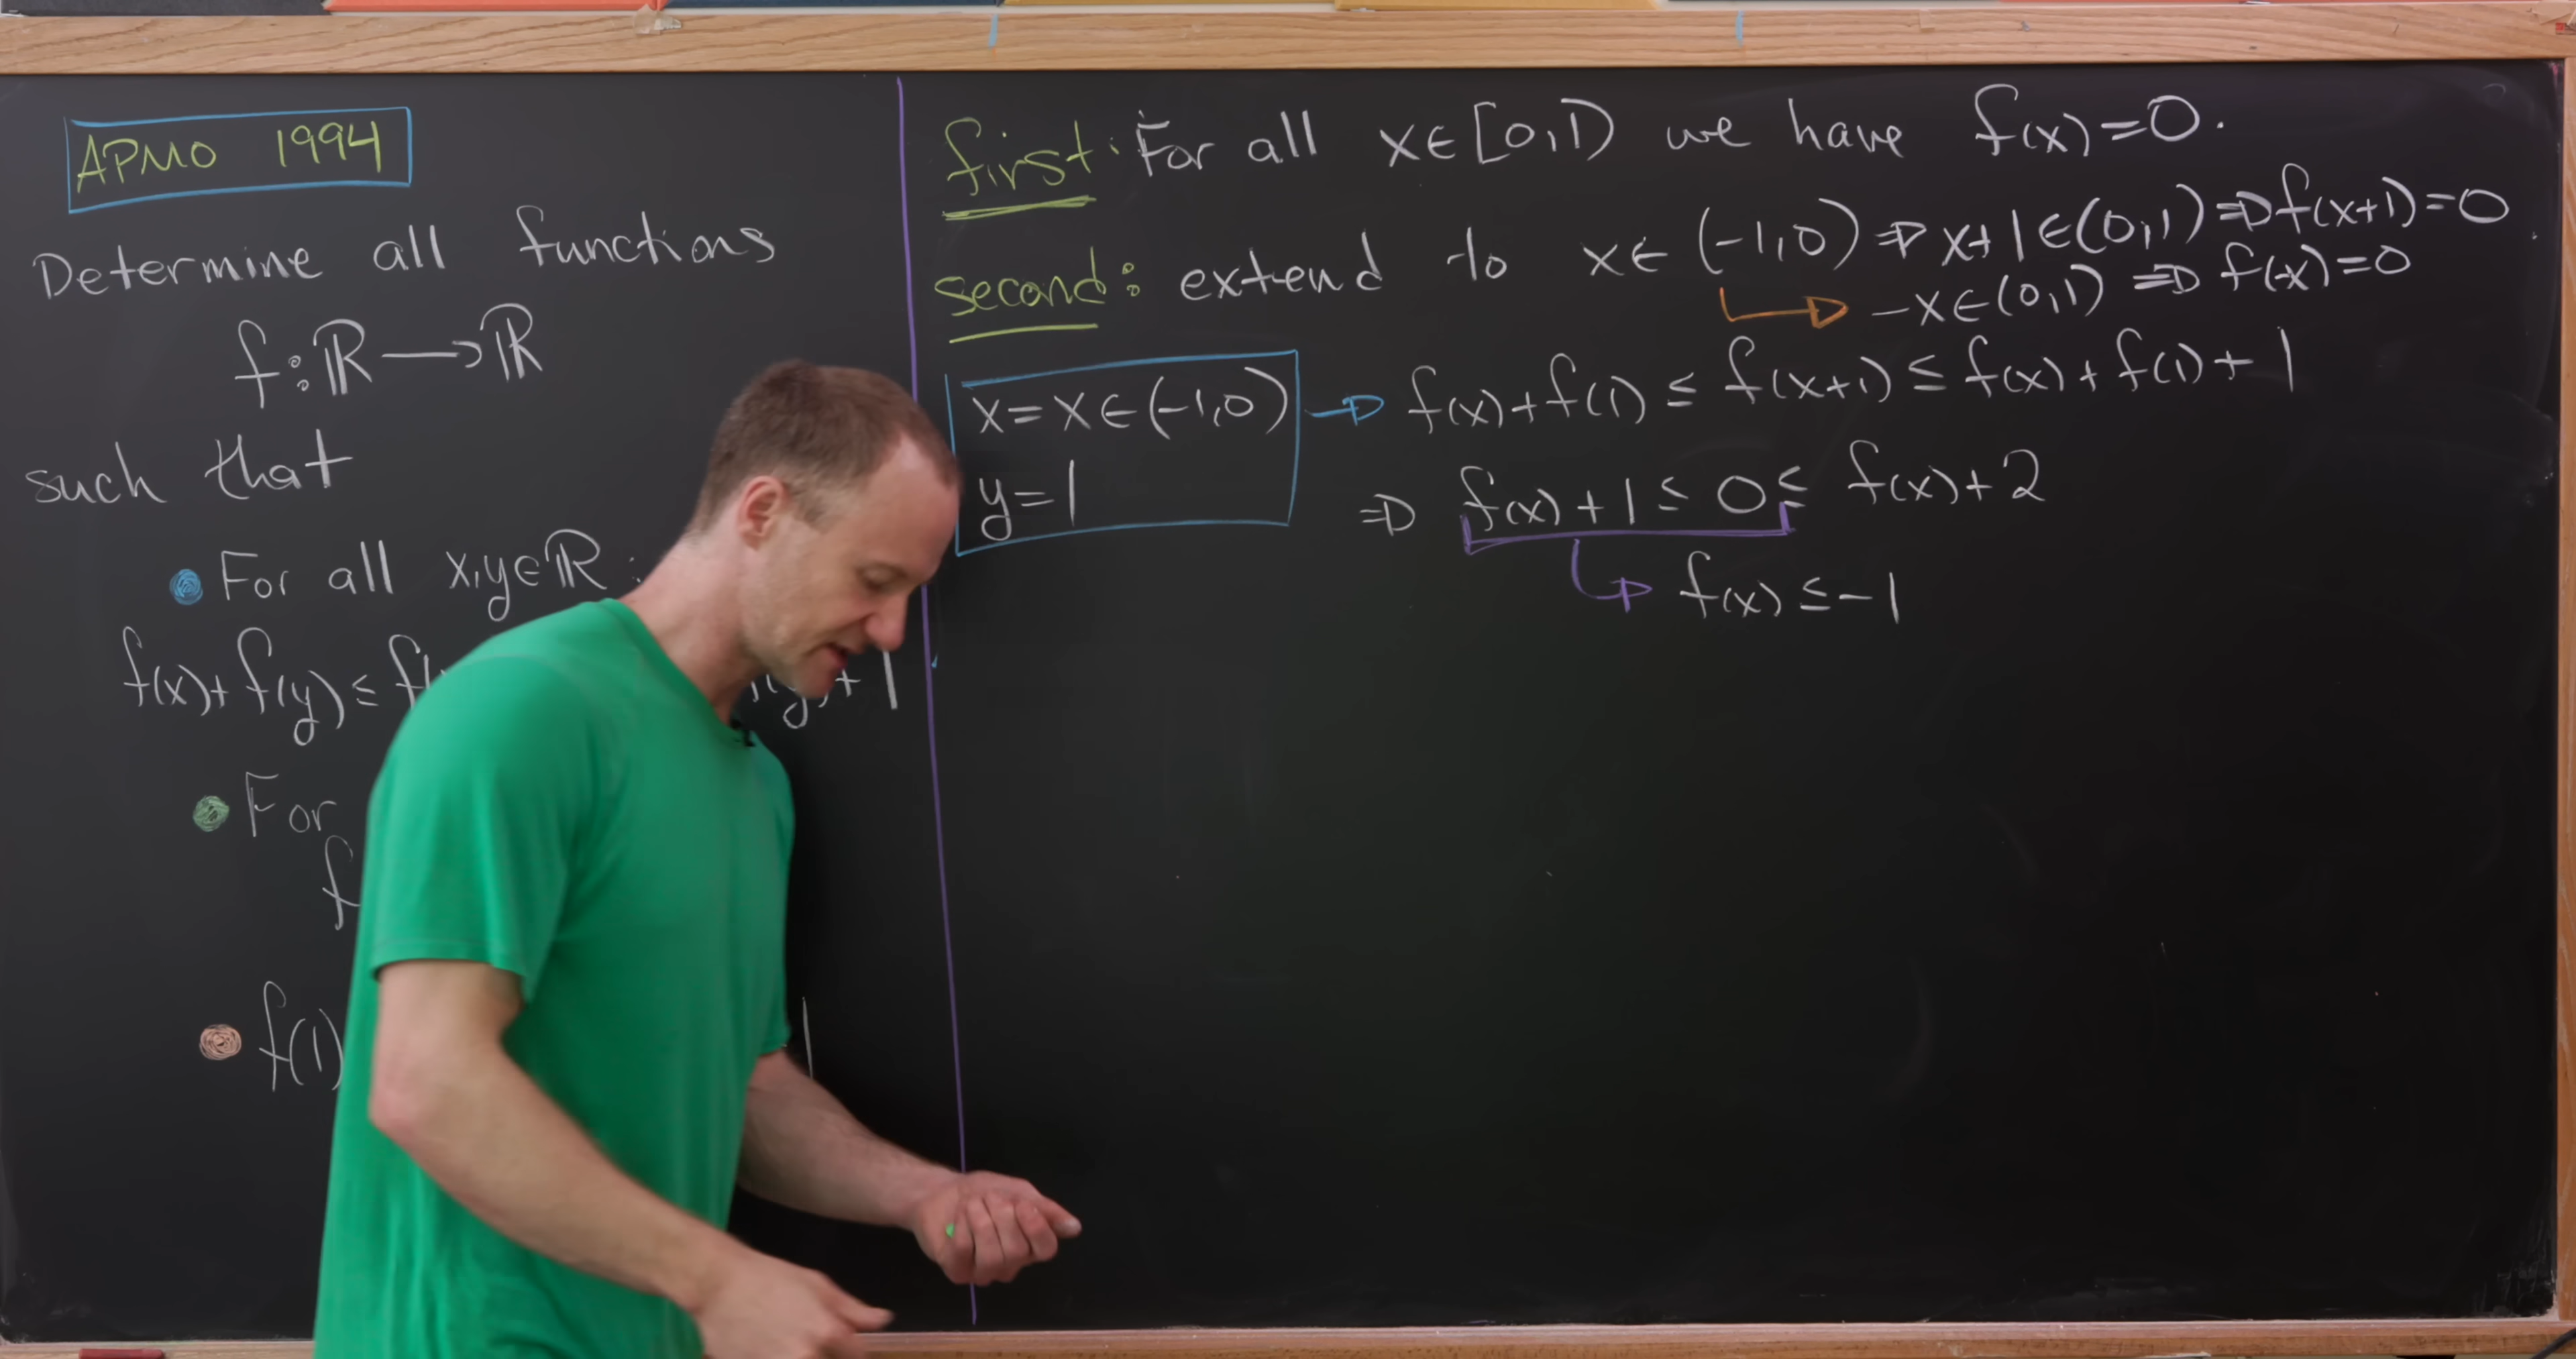 APMO 1994
Determine all functions
f:ℝ→ℝ
such that
• For all x,y∈ℝ:
f(x)+f(y)≤f( +1
• For
f
• f(1) 1
first: For all x∈[0,1) we have f(x)=0.
second: extend to x∈(-1,0) ⇒ x+1∈(0,1) ⇒ f(x+1)=0
→ -x∈(0,1) ⇒ f(-x)=0
x=x∈(-1,0) → f(x)+f(1)≤f(x+1)≤f(x)+f(1)+1
y=1
⇒ f(x)+1≤0≤f(x)+2
→ f(x)≤-1